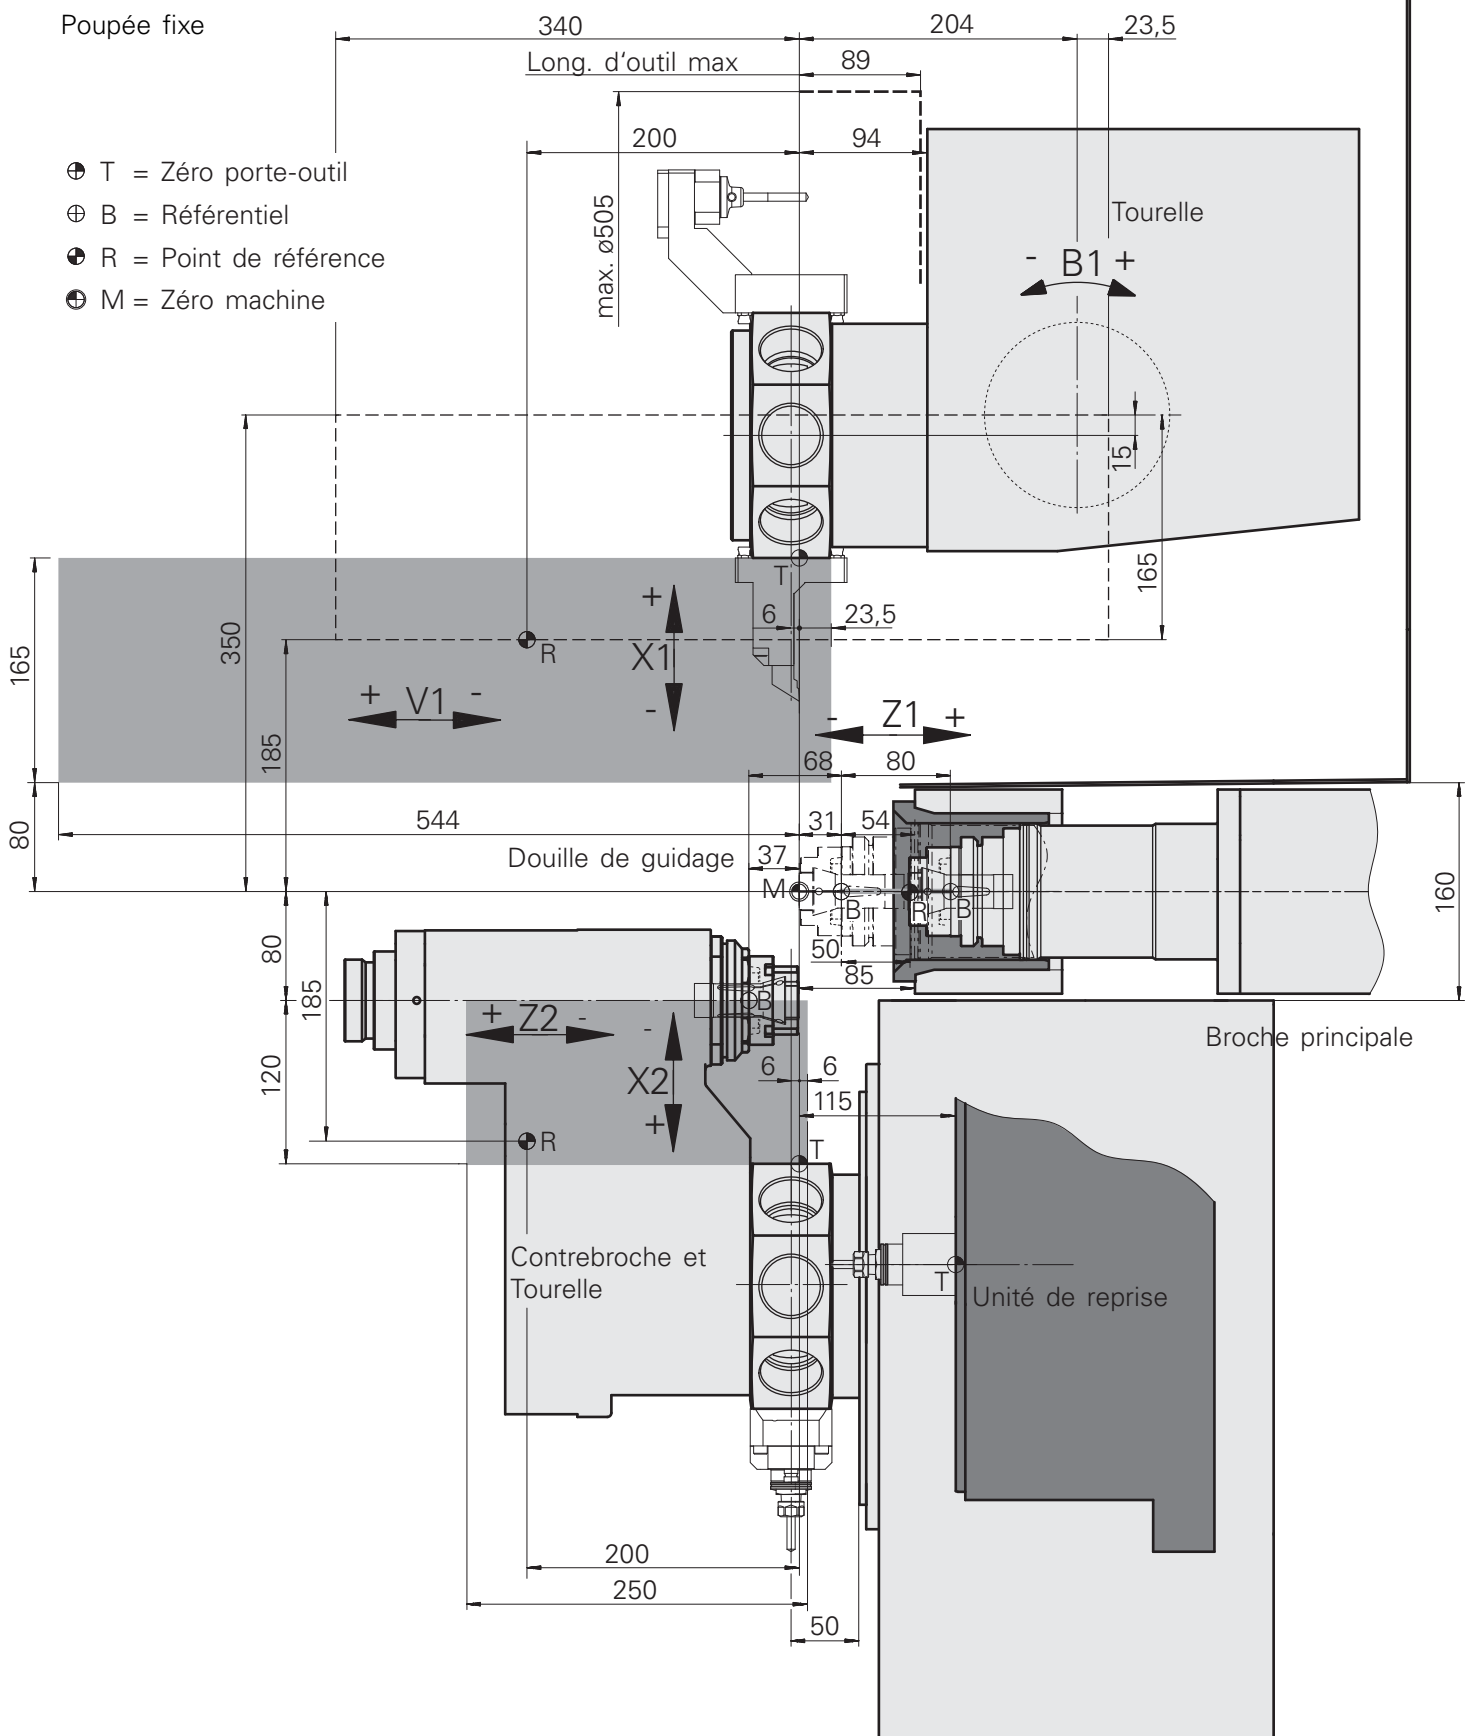 Poupée fixe
340
204
23,5
Long. d‘outil max
89
200
94
max. ø505
T = Zéro porte-outil
B = Référentiel
R = Point de référence
M = Zéro machine
Tourelle
- B1 +
15
165
T
6
23,5
350
165
R
+
X1
-
+ V1 -
185
- Z1 +
68
80
80
544
31
54
Douille de guidage
37
M
B
R
B
160
50
85
80
185
B
+ Z2 -
-
X2
+
Broche principale
120
6
6
115
R
T
Contrebroche et
Tourelle
T
Unité de reprise
200
250
50